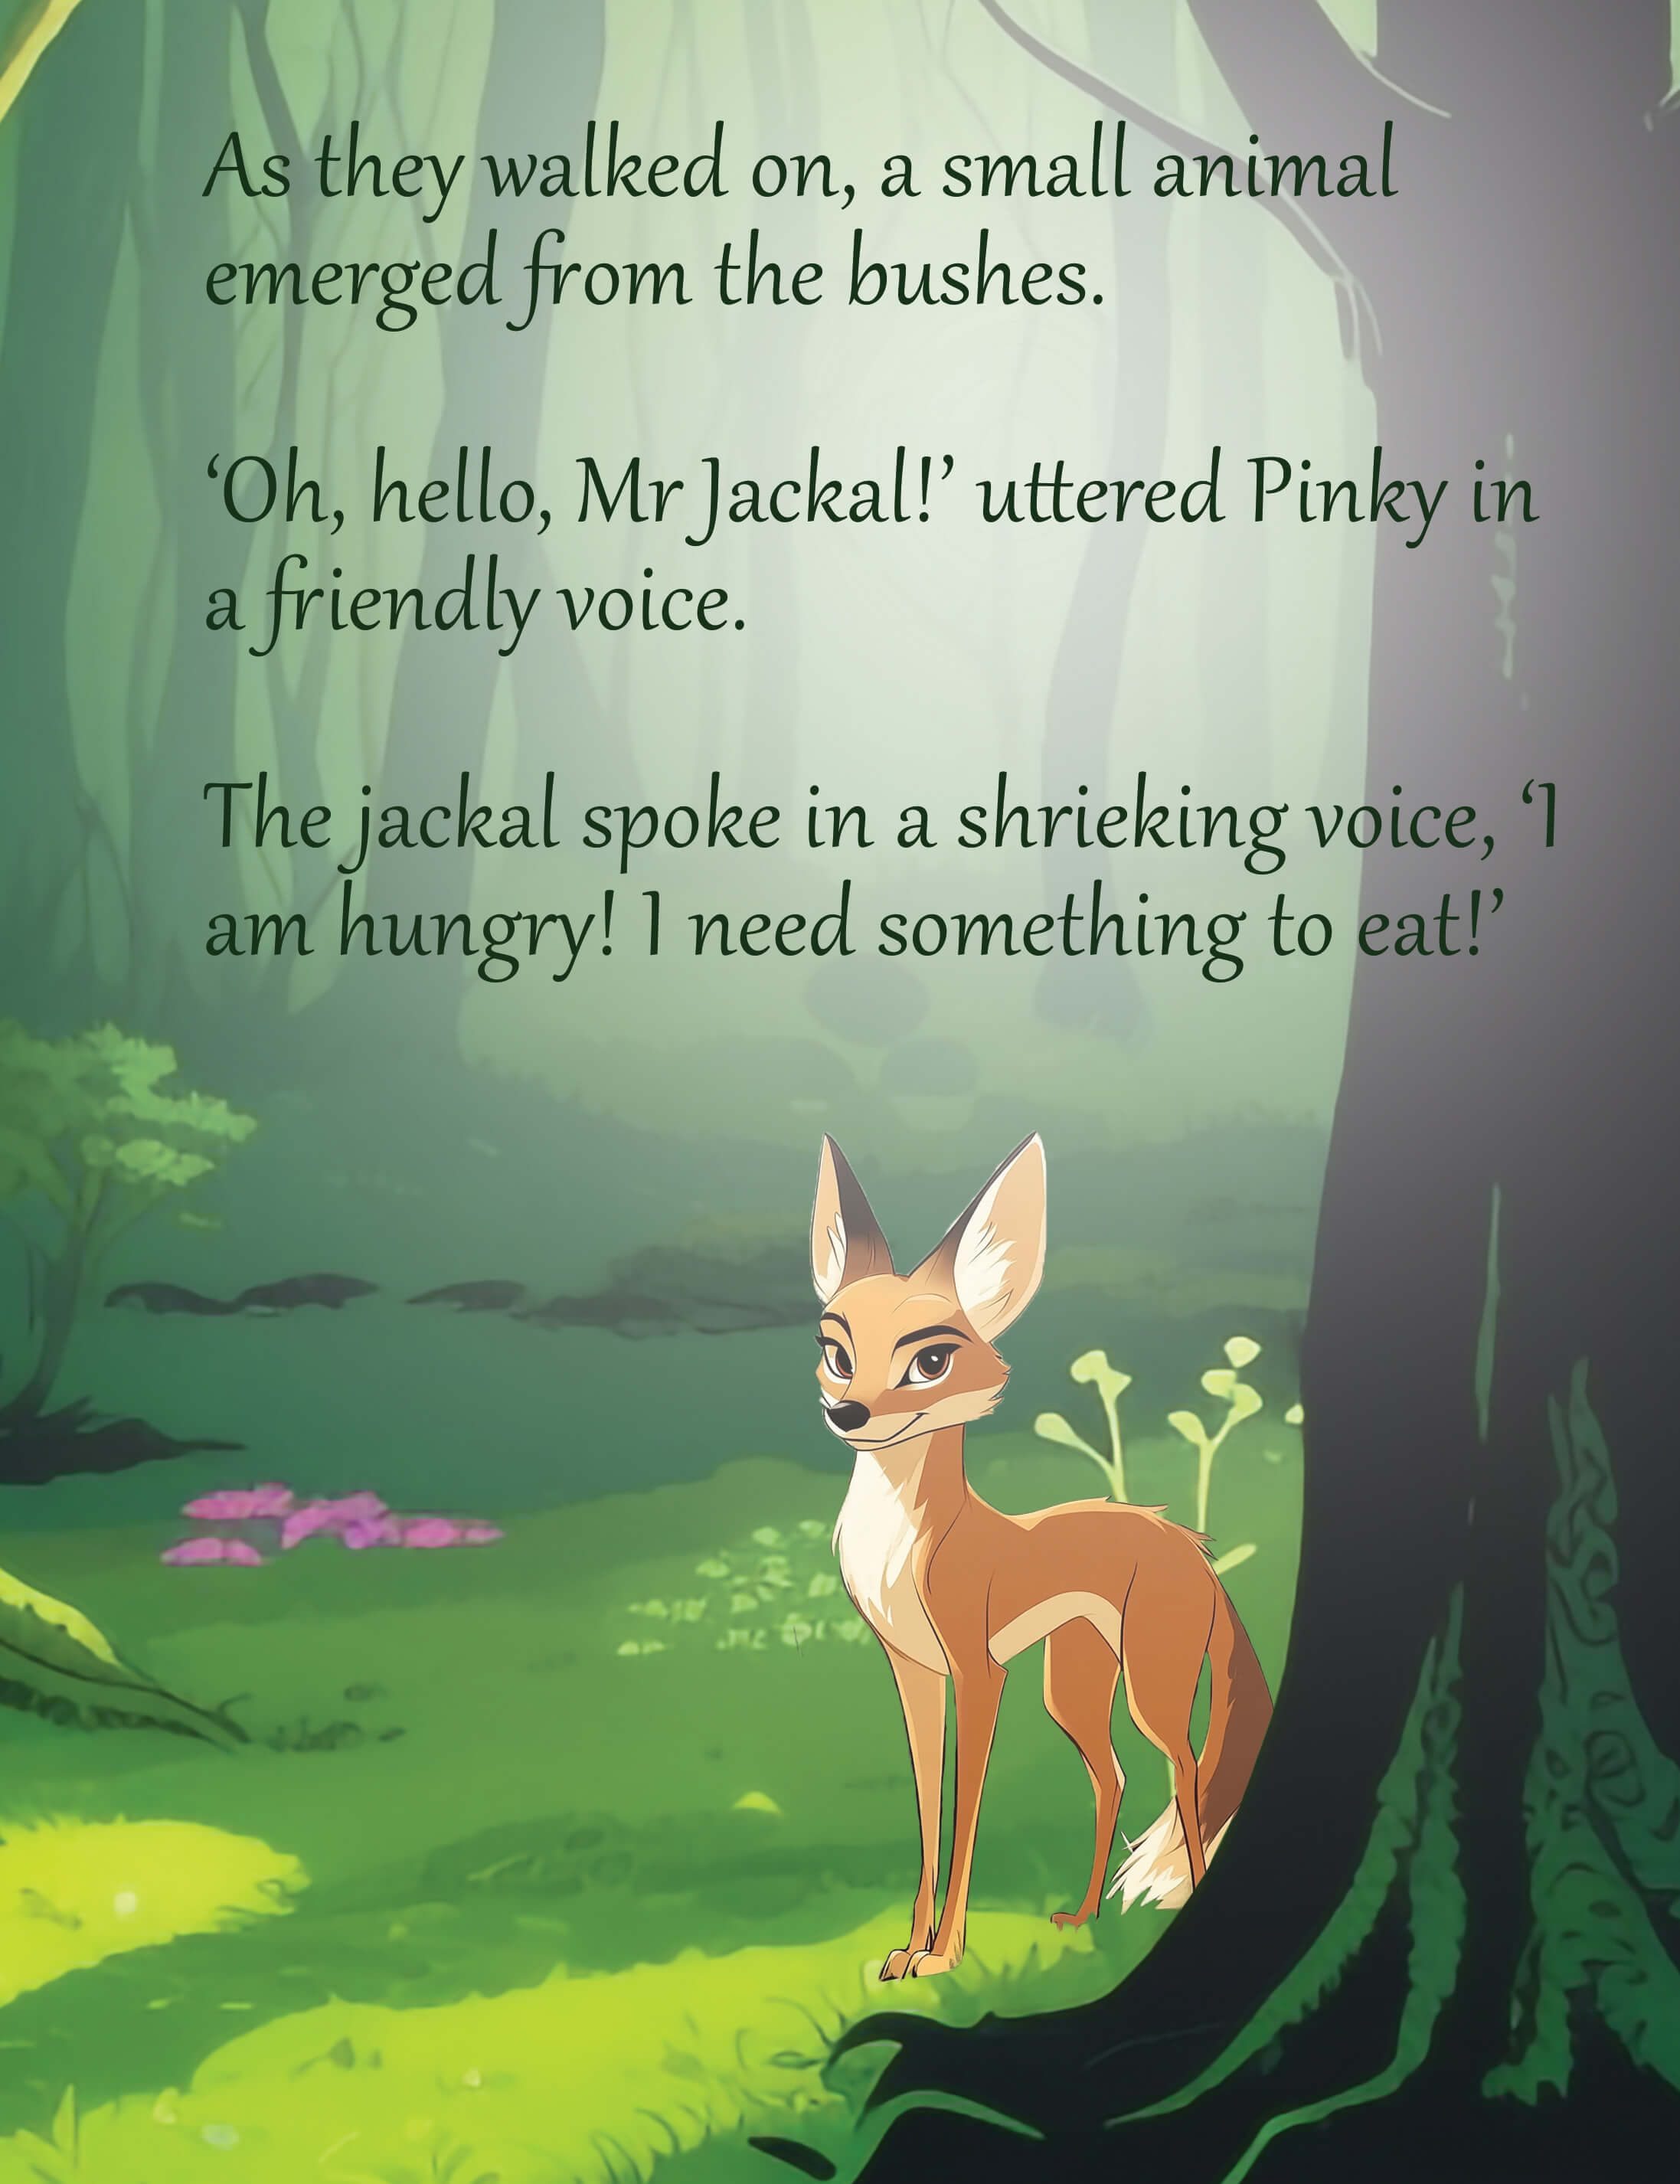 As they walked on, a small animal
emerged from the bushes.
‘Oh, hello, Mr Jackal!’ uttered Pinky in
a friendly voice.
The jackal spoke in a shrieking voice, ‘I
am hungry! I need something to eat!’